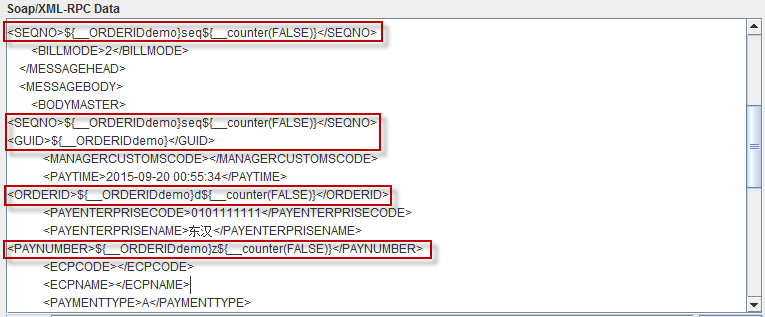 Soap/XML-RPC Data
<SEQNO>${__ORDERIDdemo}seq${__counter(FALSE)}</SEQNO>
<BILLMODE>2</BILLMODE>
</MESSAGEHEAD>
<MESSAGEBODY>
<BODYMASTER>
<SEQNO>${__ORDERIDdemo}seq${__counter(FALSE)}</SEQNO>
<GUID>${__ORDERIDdemo}</GUID>
<MANAGERCUSTOMSCODE></MANAGERCUSTOMSCODE>
<PAYTIME>2015-09-20 00:55:34</PAYTIME>
<ORDERID>${__ORDERIDdemo}d${__counter(FALSE)}</ORDERID>
<PAYENTERPRISECODE>0101111111</PAYENTERPRISECODE>
<PAYENTERPRISENAME>东汉</PAYENTERPRISENAME>
<PAYNUMBER>${__ORDERIDdemo}z${__counter(FALSE)}</PAYNUMBER>
<ECPCODE></ECPCODE>
<ECPNAME></ECPNAME>
<PAYMENTTYPE>A</PAYMENTTYPE>